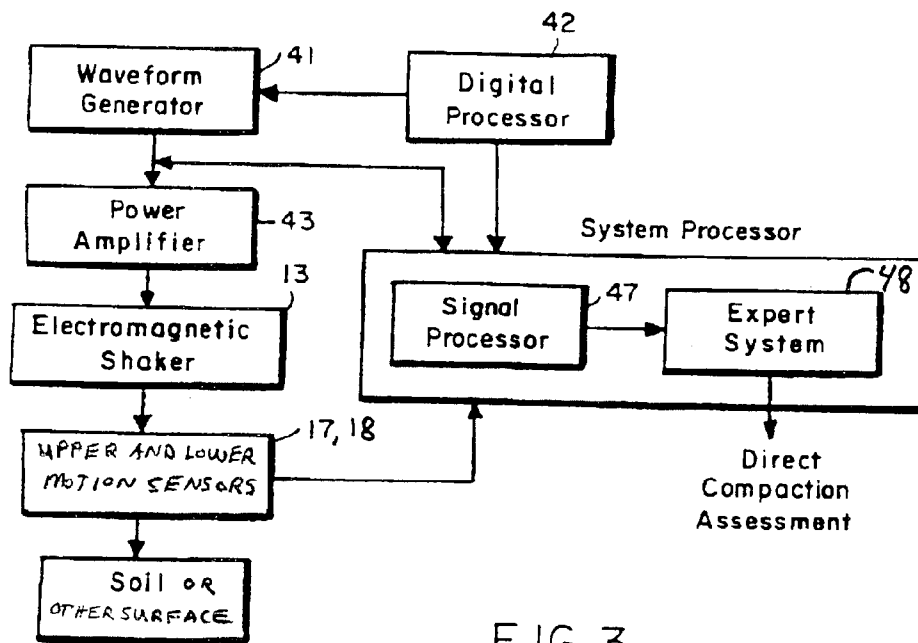 41
Waveform
Generator
42
Digital
Processor
Power
Amplifier
43
System Processor
13
Electromagnetic
Shaker
47
Signal
Processor
48
Expert
System
17, 18
UPPER AND LOWER
MOTION SENSORS
Direct
Compaction
Assessment
Soil OR
OTHER SURFACE
FIG 3